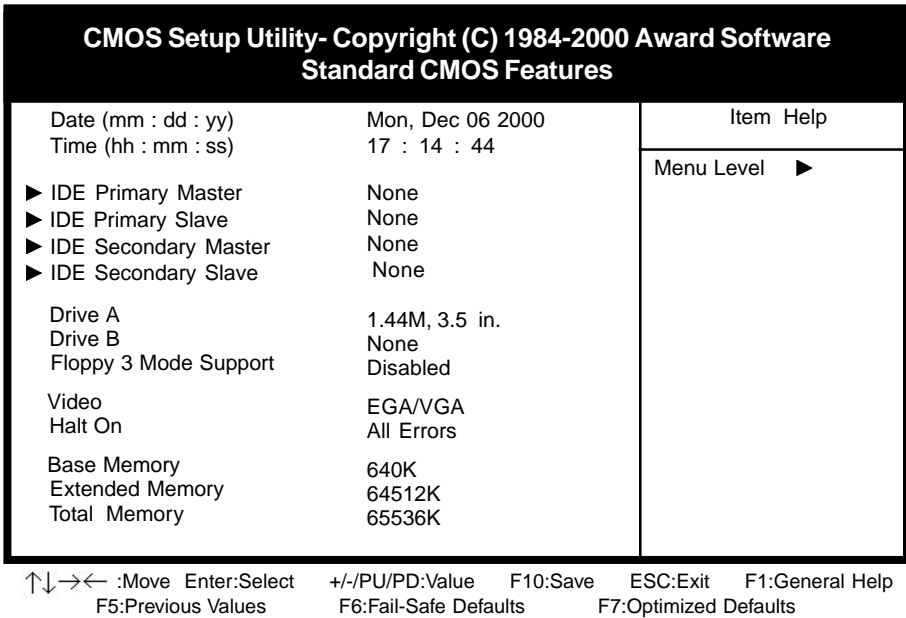 CMOS Setup Utility- Copyright (C) 1984-2000 Award Software
Standard CMOS Features
Date (mm : dd : yy) Mon, Dec 06 2000
Time (hh : mm : ss) 17 : 14 : 44
▶ IDE Primary Master None
▶ IDE Primary Slave None
▶ IDE Secondary Master None
▶ IDE Secondary Slave None
Drive A 1.44M, 3.5 in.
Drive B None
Floppy 3 Mode Support Disabled
Video EGA/VGA
Halt On All Errors
Base Memory 640K
Extended Memory 64512K
Total Memory 65536K
Item Help
Menu Level ▶
↑↓→← :Move Enter:Select +/-/PU/PD:Value F10:Save ESC:Exit F1:General Help
F5:Previous Values F6:Fail-Safe Defaults F7:Optimized Defaults